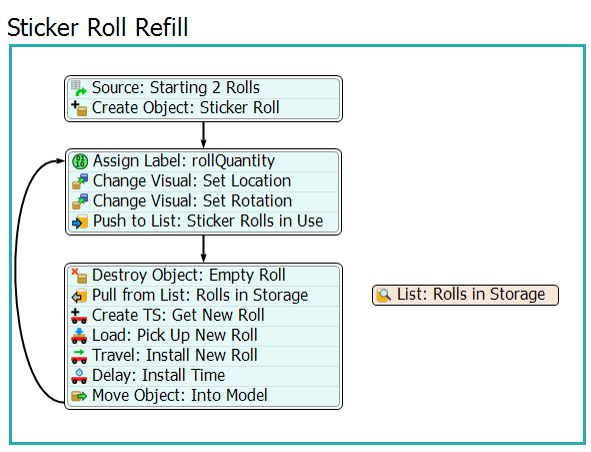 Sticker Roll Refill
Source: Starting 2 Rolls
Create Object: Sticker Roll
Assign Label: rollQuantity
Change Visual: Set Location
Change Visual: Set Rotation
Push to List: Sticker Rolls in Use
Destroy Object: Empty Roll
Pull from List: Rolls in Storage
Create TS: Get New Roll
Load: Pick Up New Roll
Travel: Install New Roll
Delay: Install Time
Move Object: Into Model
List: Rolls in Storage